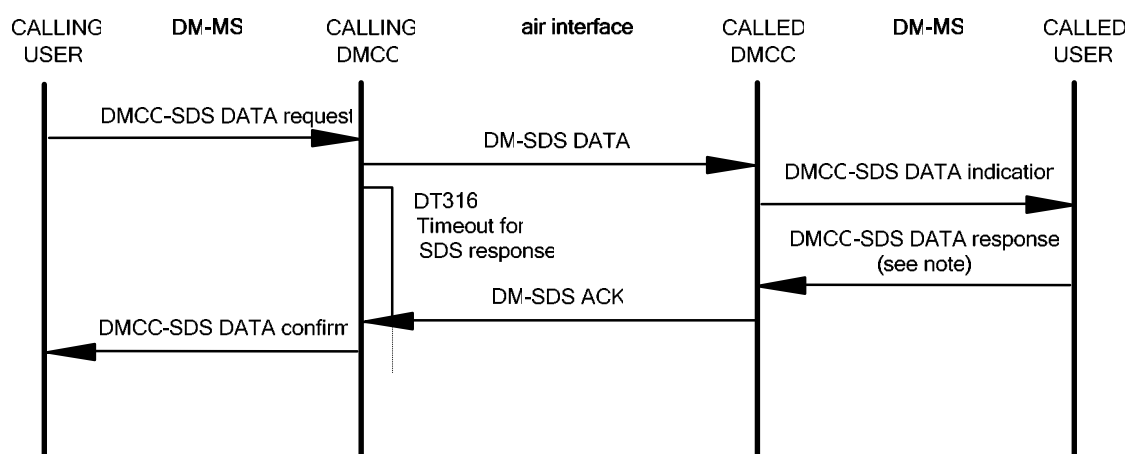 CALLING USER
DM-MS
CALLING DMCC
air interface
CALLED DMCC
DM-MS
CALLED USER
DMCC-SDS DATA request
DM-SDS DATA
DMCC-SDS DATA indication
DT316
Timeout for
SDS response
DMCC-SDS DATA response
(see note)
DM-SDS ACK
DMCC-SDS DATA confirm